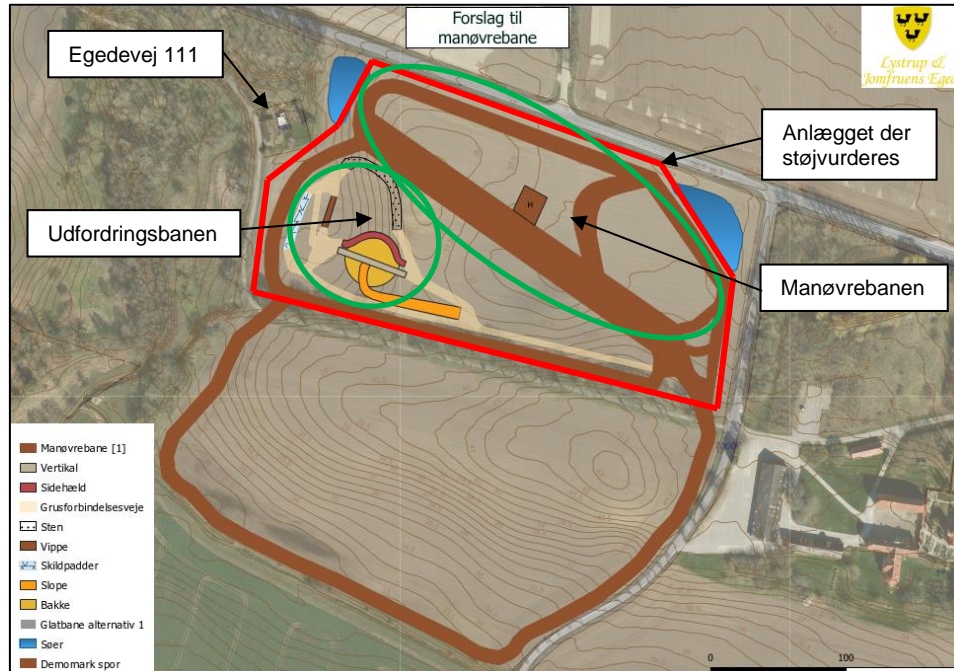 Forslag til
manøvrebane
Lystrup &
Jomfruens Eged
Egedevej 111
Anlægget der
støjvurderes
Udfordringsbanen
H
Manøvrebanen
Manøvrebane [1]
Vertikal
Sidehæld
Grusforbindelsesveje
Sten
Vippe
Skildpadder
Slope
Bakke
Glatbane alternativ 1
Søer
Demomark spor
0
100